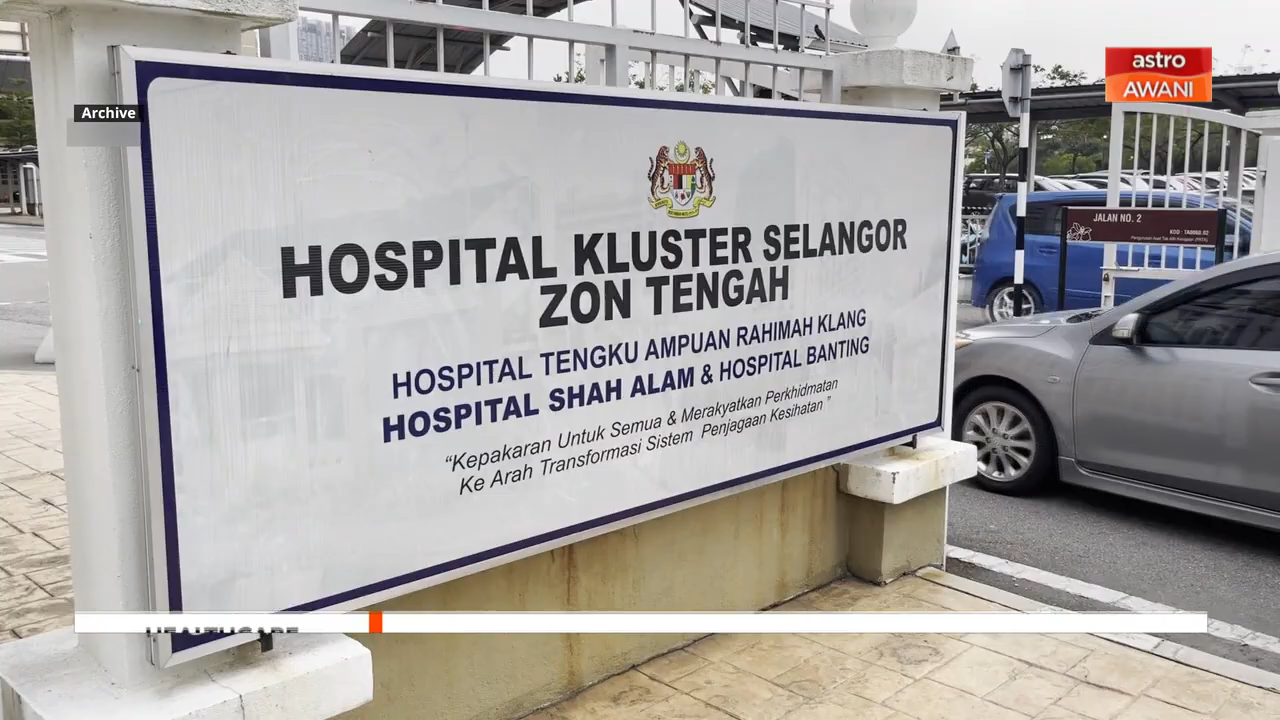 astro
AWANI
Archive
HOSPITAL KLUSTER SELANGOR
ZON TENGAH
HOSPITAL TENGKU AMPUAN RAHIMAH KLANG
HOSPITAL SHAH ALAM & HOSPITAL BANTING
“Kepakaran Untuk Semua & Merakyatkan Perkhidmatan
Ke Arah Transformasi Sistem Penjagaan Kesihatan ”
JALAN NO. 2
HEALTHCARE